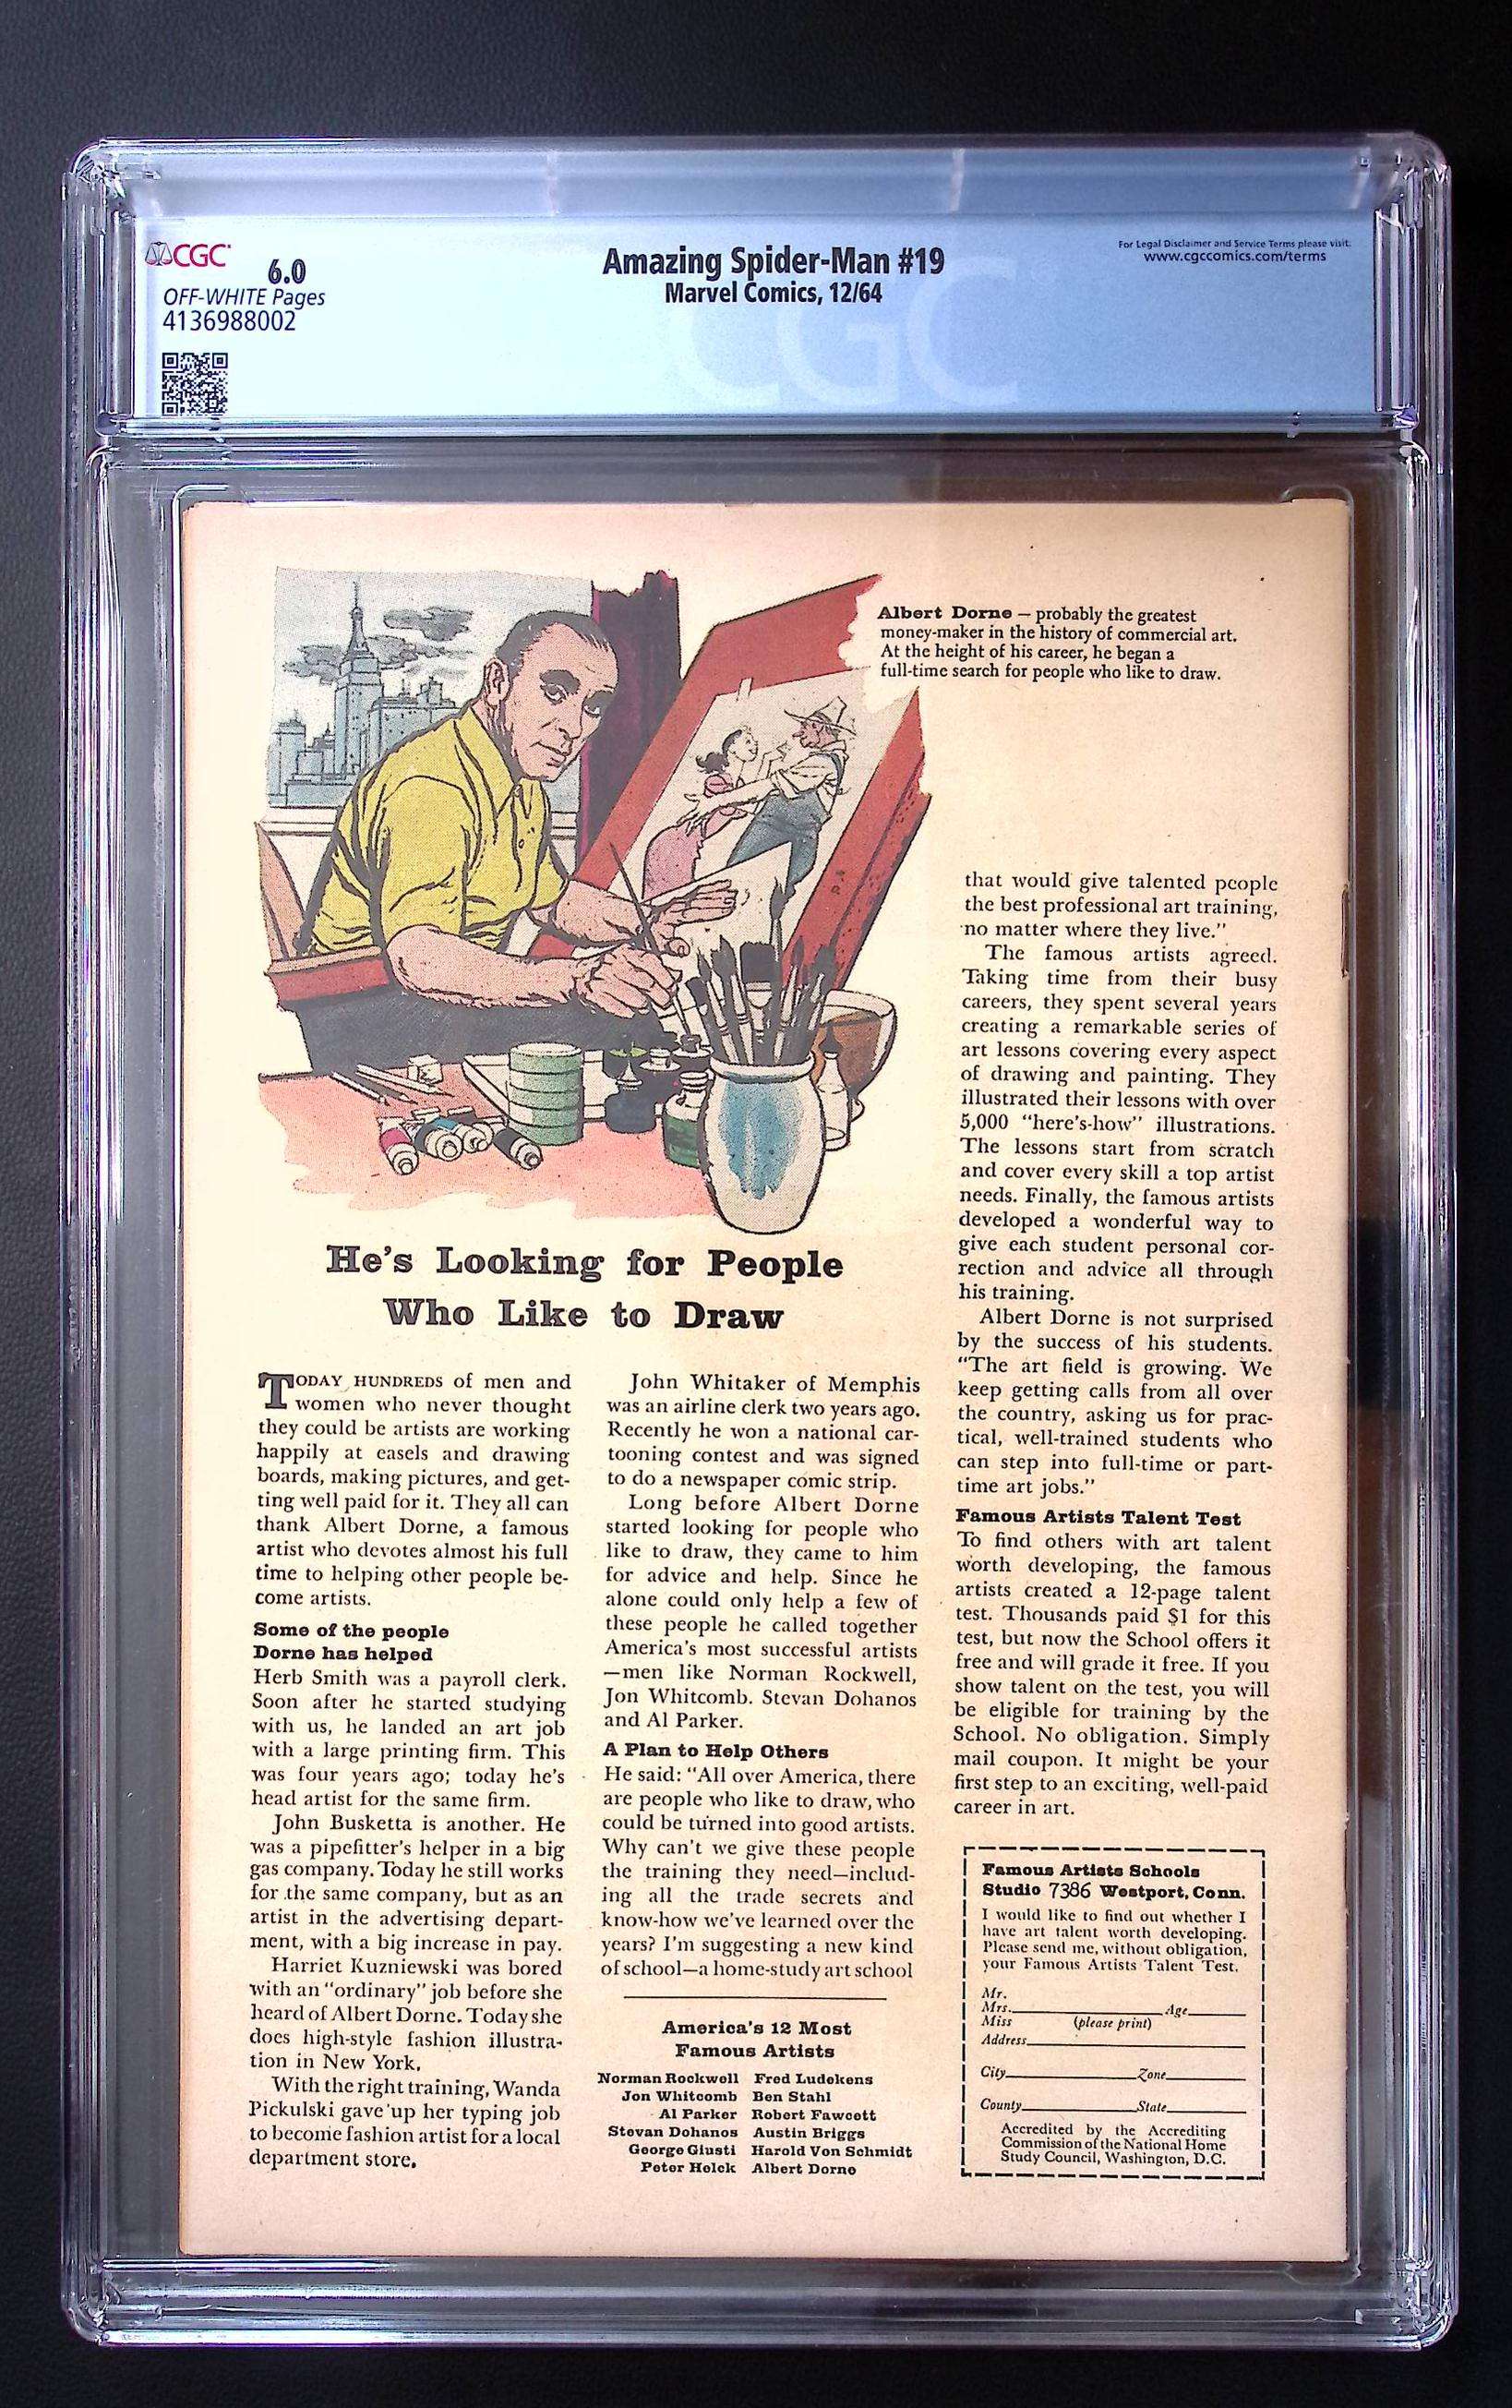 CGC
6.0
OFF-WHITE Pages
4136988002
Amazing Spider-Man #19
Marvel Comics, 12/64
For Legal Disclaimer and Service Terms please visit:
www.cgccomics.com/terms
CGC
Albert Dorne – probably the greatest
money-maker in the history of commercial art.
At the height of his career, he began a
full-time search for people who like to draw.
He's Looking for People
Who Like to Draw
TODAY HUNDREDS of men and
women who never thought
they could be artists are working
happily at easels and drawing
boards, making pictures, and get-
ting well paid for it. They all can
thank Albert Dorne, a famous
artist who devotes almost his full
time to helping other people be-
come artists.
Some of the people
Dorne has helped
Herb Smith was a payroll clerk.
Soon after he started studying
with us, he landed an art job
with a large printing firm. This
was four years ago; today he's
head artist for the same firm.
John Busketta is another. He
was a pipefitter's helper in a big
gas company. Today he still works
for the same company, but as an
artist in the advertising depart-
ment, with a big increase in pay.
Harriet Kuzniewski was bored
with an "ordinary" job before she
heard of Albert Dorne. Today she
does high-style fashion illustra-
tion in New York.
With the right training, Wanda
Pickulski gave up her typing job
to become fashion artist for a local
department store.
John Whitaker of Memphis
was an airline clerk two years ago.
Recently he won a national car-
tooning contest and was signed
to do a newspaper comic strip.
Long before Albert Dorne
started looking for people who
like to draw, they came to him
for advice and help. Since he
alone could only help a few of
these people he called together
America's most successful artists
—men like Norman Rockwell,
Jon Whitcomb. Stevan Dohanos
and Al Parker.
A Plan to Help Others
He said: "All over America, there
are people who like to draw, who
could be turned into good artists.
Why can't we give these people
the training they need—includ-
ing all the trade secrets and
know-how we've learned over the
years? I'm suggesting a new kind
of school—a home-study art school
America's 12 Most
Famous Artists
Norman Rockwell Fred Ludekens
Jon Whitcomb Ben Stahl
Al Parker Robert Fawcett
Stevan Dohanos Austin Briggs
George Giusti Harold Von Schmidt
Peter Helck Albert Dorne
that would give talented people
the best professional art training,
no matter where they live."
The famous artists agreed.
Taking time from their busy
careers, they spent several years
creating a remarkable series of
art lessons covering every aspect
of drawing and painting. They
illustrated their lessons with over
5,000 "here's-how" illustrations.
The lessons start from scratch
and cover every skill a top artist
needs. Finally, the famous artists
developed a wonderful way to
give each student personal cor-
rection and advice all through
his training.
Albert Dorne is not surprised
by the success of his students.
"The art field is growing. We
keep getting calls from all over
the country, asking us for prac-
tical, well-trained students who
can step into full-time or part-
time art jobs."
Famous Artists Talent Test
To find others with art talent
worth developing, the famous
artists created a 12-page talent
test. Thousands paid $1 for this
test, but now the School offers it
free and will grade it free. If you
show talent on the test, you will
be eligible for training by the
School. No obligation. Simply
mail coupon. It might be your
first step to an exciting, well-paid
career in art.
Famous Artists Schools
Studio 7386 Westport, Conn.
I would like to find out whether I
have art talent worth developing.
Please send me, without obligation,
your Famous Artists Talent Test.
Mr.
Mrs. Age
Miss (please print)
Address
City Zone
County State
Accredited by the Accrediting
Commission of the National Home
Study Council, Washington, D.C.